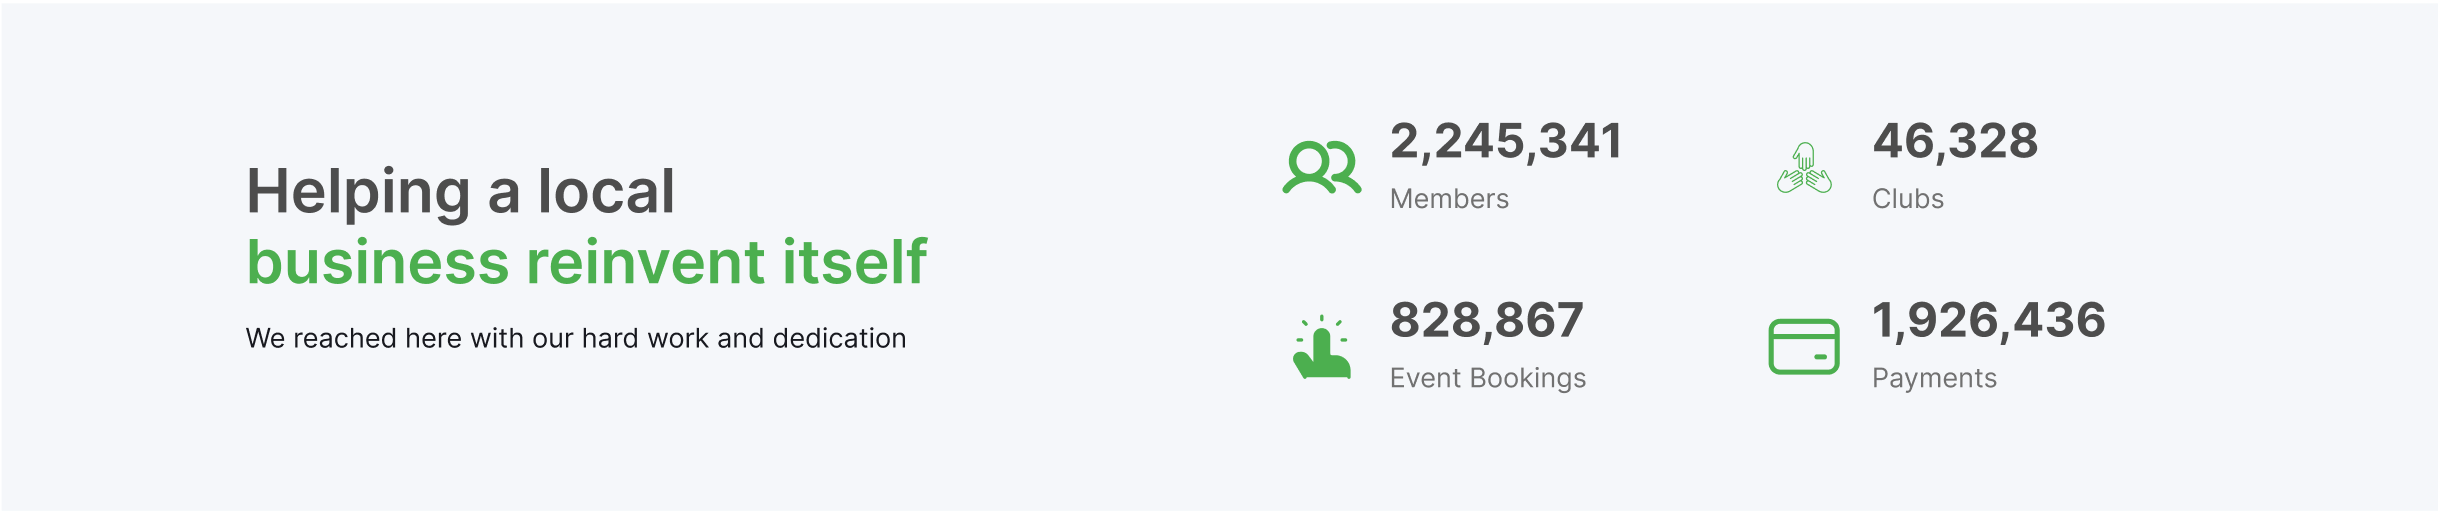 Helping a local
business reinvent itself
We reached here with our hard work and dedication
2,245,341
Members
46,328
Clubs
828,867
Event Bookings
1,926,436
Payments